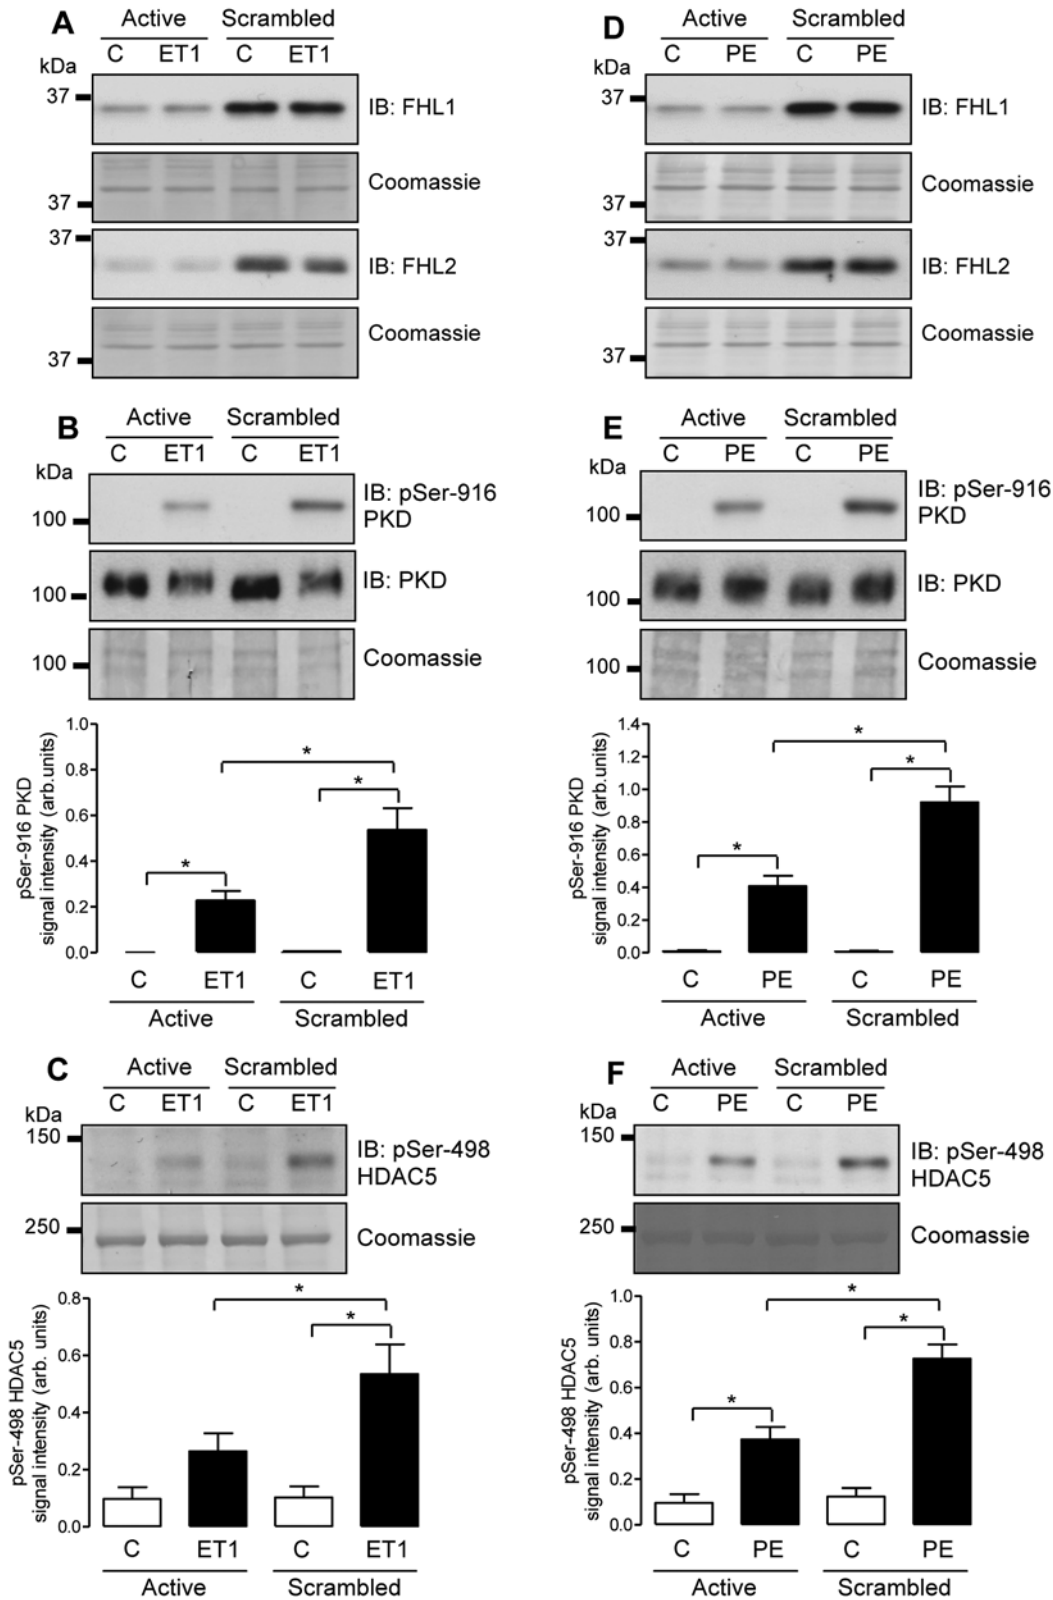 A
Active Scrambled
C ET1 C ET1
kDa
37
IB: FHL1
Coomassie
37
37
IB: FHL2
Coomassie
37
B
Active Scrambled
C ET1 C ET1
kDa
IB: pSer-916
PKD
100
IB: PKD
100
Coomassie
100
pSer-916 PKD
signal intensity (arb.units)
1.0
0.8
0.6
0.4
0.2
0.0
* * *
C ET1 C ET1
Active Scrambled
C
Active Scrambled
C ET1 C ET1
kDa
150
IB: pSer-498
HDAC5
250
Coomassie
pSer-498 HDAC5
signal intensity (arb. units)
0.8
0.6
0.4
0.2
0.0
* *
C ET1 C ET1
Active Scrambled
D
Active Scrambled
C PE C PE
kDa
37
IB: FHL1
Coomassie
37
37
IB: FHL2
Coomassie
37
E
Active Scrambled
C PE C PE
kDa
IB: pSer-916
PKD
100
IB: PKD
100
Coomassie
100
pSer-916 PKD
signal intensity (arb.units)
1.4
1.2
1.0
0.8
0.6
0.4
0.2
0.0
* * *
C PE C PE
Active Scrambled
F
Active Scrambled
C PE C PE
kDa
150
IB: pSer-498
HDAC5
250
Coomassie
pSer-498 HDAC5
signal intensity (arb. units)
1.0
0.8
0.6
0.4
0.2
0.0
* * *
C PE C PE
Active Scrambled